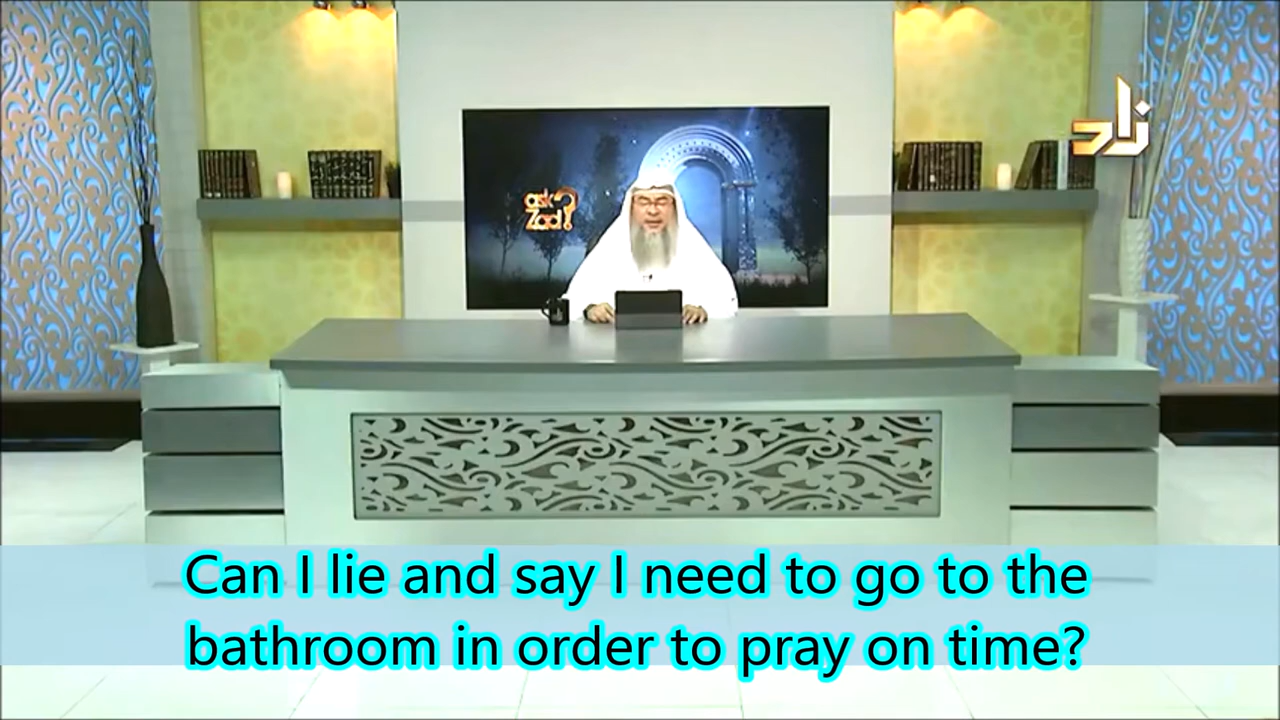 زاد
ask
Zad?
Can I lie and say I need to go to the
bathroom in order to pray on time?